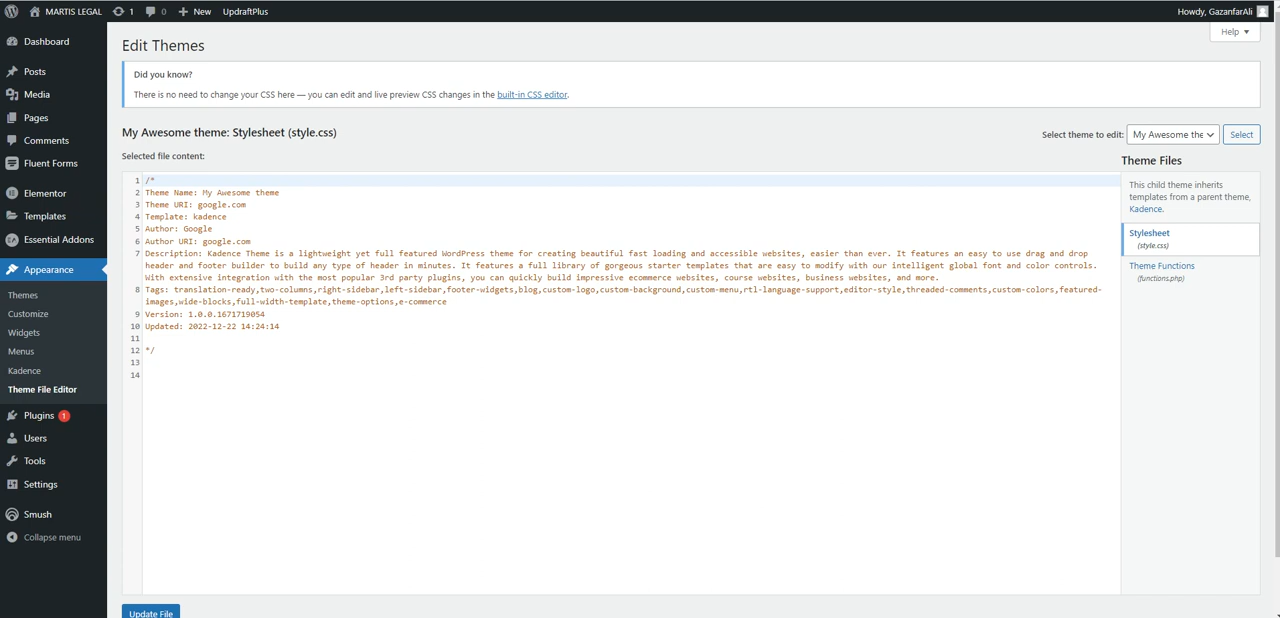 MARTIS LEGAL 1 0 New UpdraftPlus Howdy, GazanfarAli
Help
Dashboard
Posts
Media
Pages
Comments
Fluent Forms
Elementor
Templates
Essential Addons
Appearance
Themes
Customize
Widgets
Menus
Kadence
Theme File Editor
Plugins 1
Users
Tools
Settings
Smush
Collapse menu
Edit Themes
Did you know?
There is no need to change your CSS here — you can edit and live preview CSS changes in the built-in CSS editor.
My Awesome theme: Stylesheet (style.css)
Select theme to edit: My Awesome the Select
Selected file content:
1 /*
2 Theme Name: My Awesome theme
3 Theme URI: google.com
4 Template: kadence
5 Author: Google
6 Author URI: google.com
7 Description: Kadence Theme is a lightweight yet full featured WordPress theme for creating beautiful fast loading and accessible websites, easier than ever. It features an easy to use drag and drop
header and footer builder to build any type of header in minutes. It features a full library of gorgeous starter templates that are easy to modify with our intelligent global font and color controls.
With extensive integration with the most popular 3rd party plugins, you can quickly build impressive ecommerce websites, course websites, business websites, and more.
8 Tags: translation-ready,two-columns,right-sidebar,left-sidebar,footer-widgets,blog,custom-logo,custom-background,custom-menu,rtl-language-support,editor-style,threaded-comments,custom-colors,featured-
images,wide-blocks,full-width-template,theme-options,e-commerce
9 Version: 1.0.0.1671719054
10 Updated: 2022-12-22 14:24:14
11
12 */
13
14
Theme Files
This child theme inherits
templates from a parent theme,
Kadence.
Stylesheet
(style.css)
Theme Functions
(functions.php)
Update File